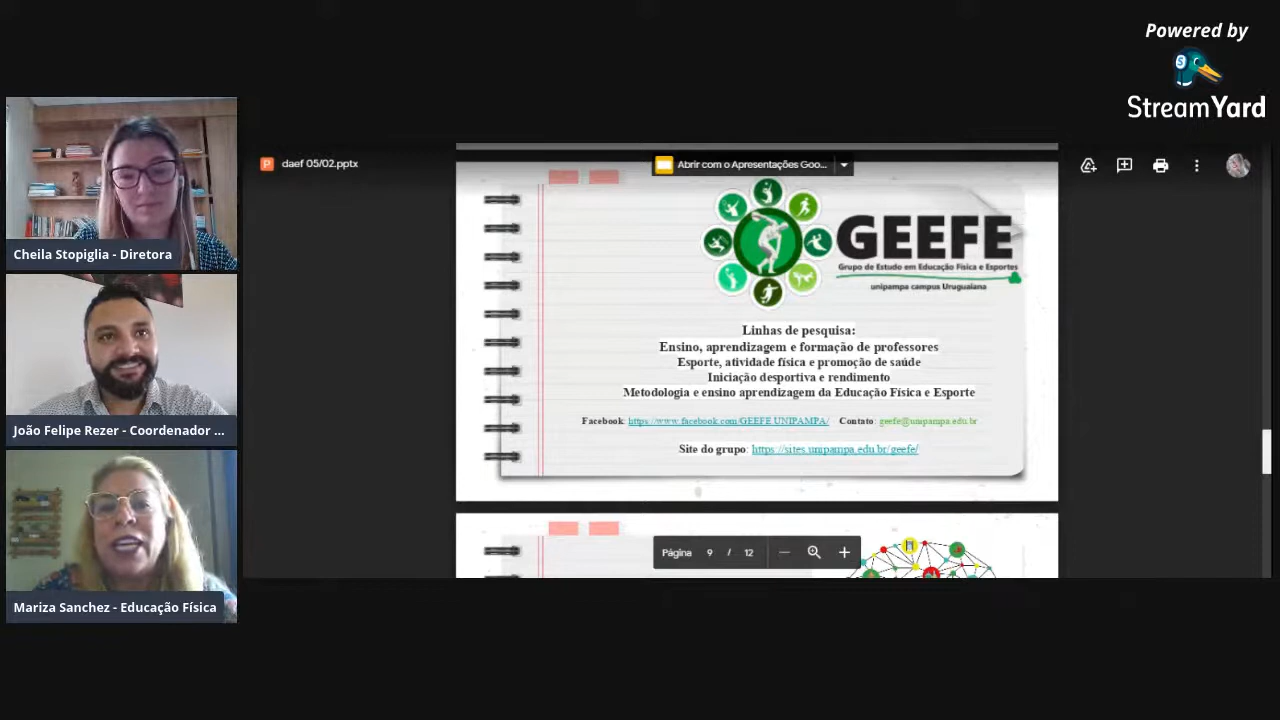 Powered by
StreamYard
daef 05/02.pptx
Abrir com o Apresentações Goo...
GEEFE
Grupo de Estudo em Educação Física e Esportes
unipampa campus Uruguaiana
Linhas de pesquisa:
Ensino, aprendizagem e formação de professores
Esporte, atividade física e promoção de saúde
Iniciação desportiva e rendimento
Metodologia e ensino aprendizagem da Educação Física e Esporte
Facebook: https://www.facebook.com/GEEFE.UNIPAMPA/ Contato: geefe@unipampa.edu.br
Site do grupo: https://sites.unipampa.edu.br/geefe/
Página 9 / 12
Cheila Stopiglia - Diretora
João Felipe Rezer - Coordenador ...
Mariza Sanchez - Educação Física